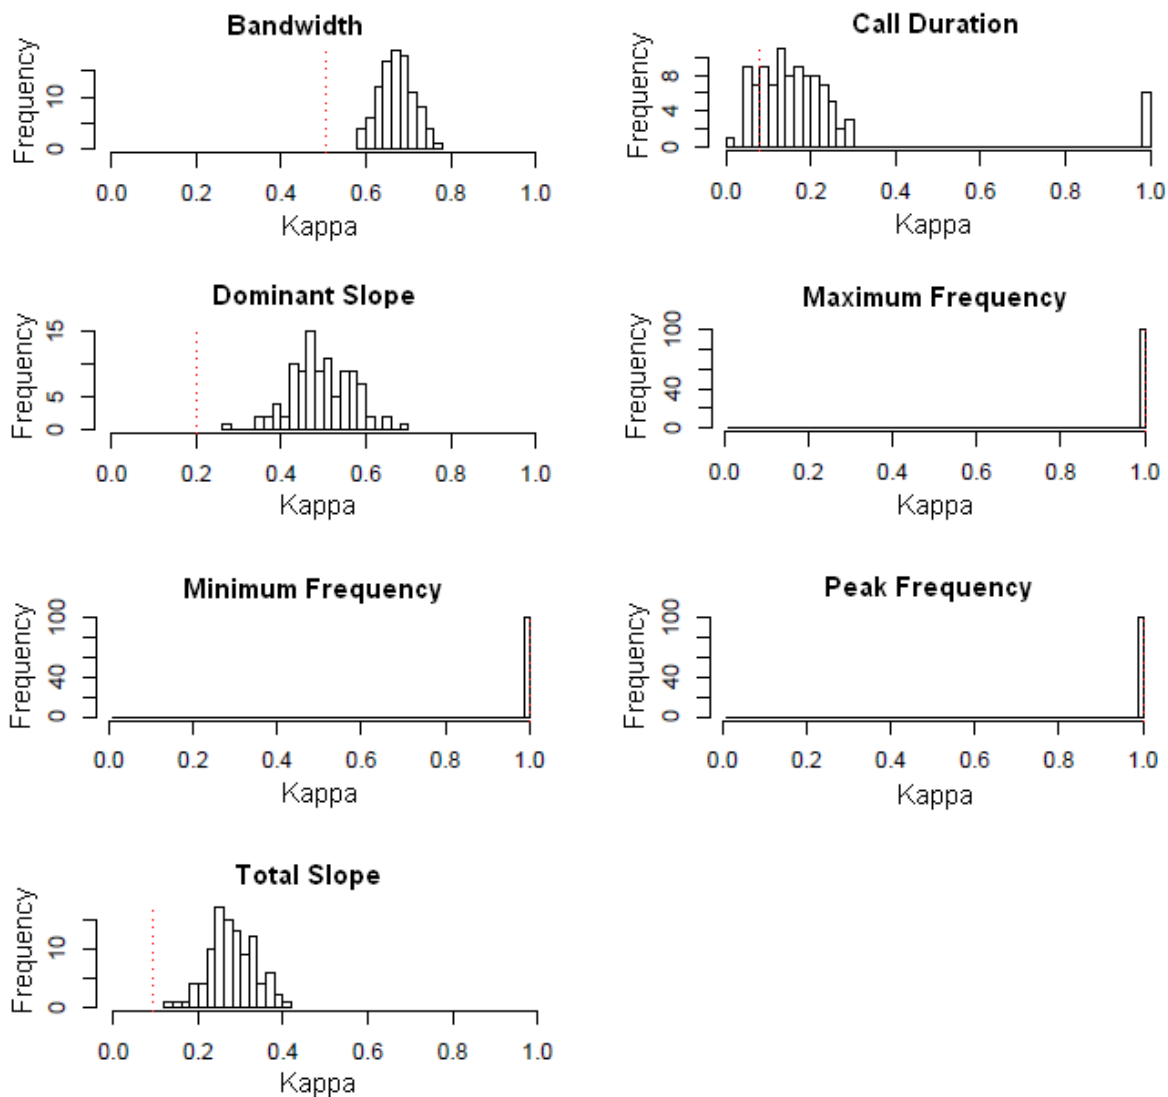 Bandwidth
Frequency
0 10
0.0 0.2 0.4 0.6 0.8 1.0
Kappa
Call Duration
Frequency
0 4 8
0.0 0.2 0.4 0.6 0.8 1.0
Kappa
Dominant Slope
Frequency
0 5 15
0.0 0.2 0.4 0.6 0.8 1.0
Kappa
Maximum Frequency
Frequency
0 40 100
0.0 0.2 0.4 0.6 0.8 1.0
Kappa
Minimum Frequency
Frequency
0 40 100
0.0 0.2 0.4 0.6 0.8 1.0
Kappa
Peak Frequency
Frequency
0 40 100
0.0 0.2 0.4 0.6 0.8 1.0
Kappa
Total Slope
Frequency
0 10
0.0 0.2 0.4 0.6 0.8 1.0
Kappa